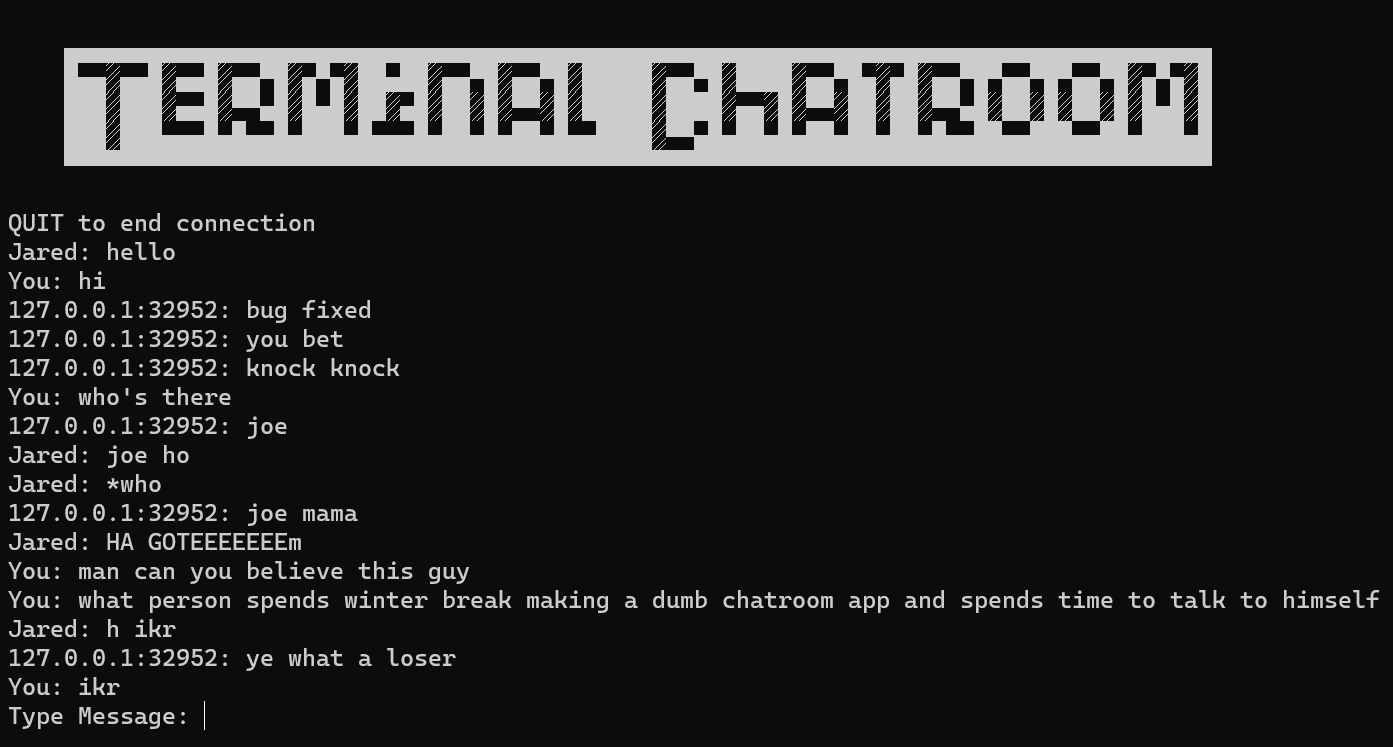 TERMiNAL ChATROOM
QUIT to end connection
Jared: hello
You: hi
127.0.0.1:32952: bug fixed
127.0.0.1:32952: you bet
127.0.0.1:32952: knock knock
You: who's there
127.0.0.1:32952: joe
Jared: joe ho
Jared: *who
127.0.0.1:32952: joe mama
Jared: HA GOTEEEEEEEm
You: man can you believe this guy
You: what person spends winter break making a dumb chatroom app and spends time to talk to himself
Jared: h ikr
127.0.0.1:32952: ye what a loser
You: ikr
Type Message: